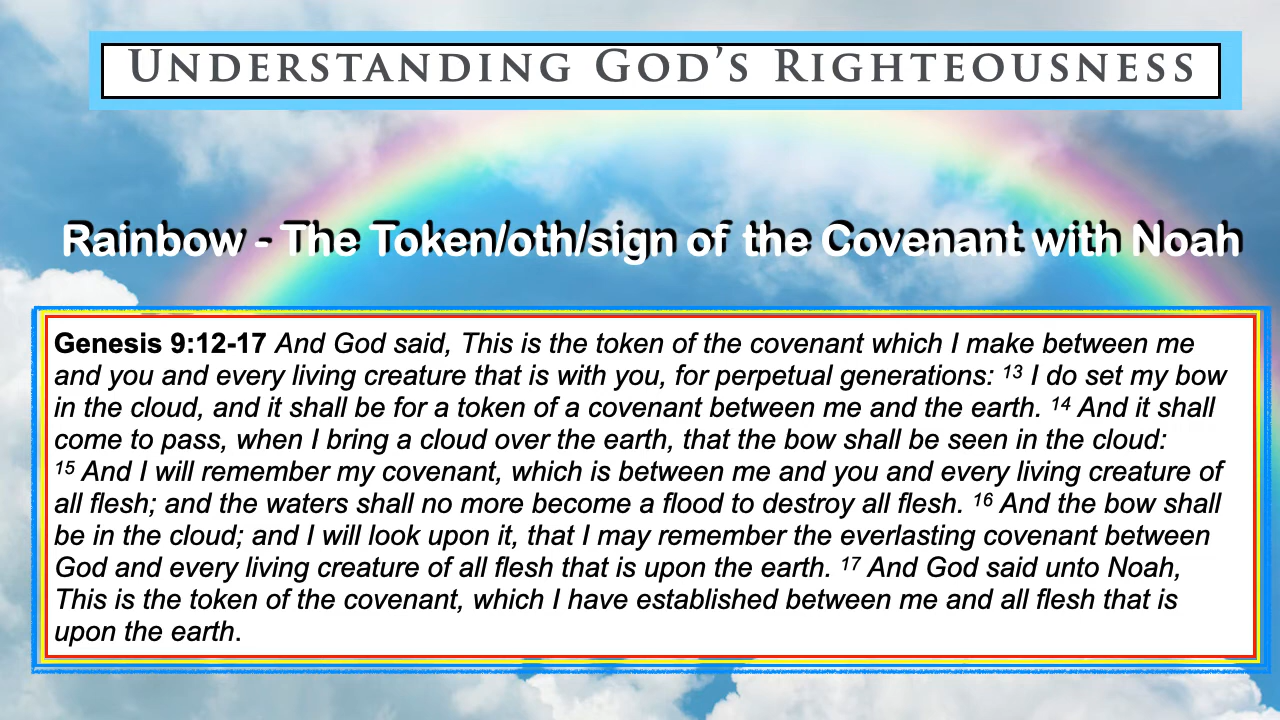 Understanding God's Righteousness
Rainbow - The Token/oth/sign of the Covenant with Noah
Genesis 9:12-17 And God said, This is the token of the covenant which I make between me
and you and every living creature that is with you, for perpetual generations: 13 I do set my bow
in the cloud, and it shall be for a token of a covenant between me and the earth. 14 And it shall
come to pass, when I bring a cloud over the earth, that the bow shall be seen in the cloud:
15 And I will remember my covenant, which is between me and you and every living creature of
all flesh; and the waters shall no more become a flood to destroy all flesh. 16 And the bow shall
be in the cloud; and I will look upon it, that I may remember the everlasting covenant between
God and every living creature of all flesh that is upon the earth. 17 And God said unto Noah,
This is the token of the covenant, which I have established between me and all flesh that is
upon the earth.